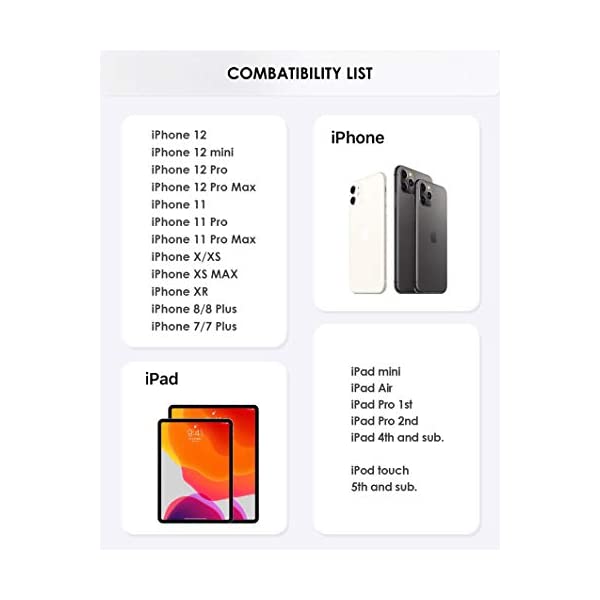 COMBATIBILITY LIST
iPhone 12
iPhone 12 mini
iPhone 12 Pro
iPhone 12 Pro Max
iPhone 11
iPhone 11 Pro
iPhone 11 Pro Max
iPhone X/XS
iPhone XS MAX
iPhone XR
iPhone 8/8 Plus
iPhone 7/7 Plus
iPhone
iPad
9:41
iPad mini
iPad Air
iPad Pro 1st
iPad Pro 2nd
iPad 4th and sub.
iPod touch
5th and sub.